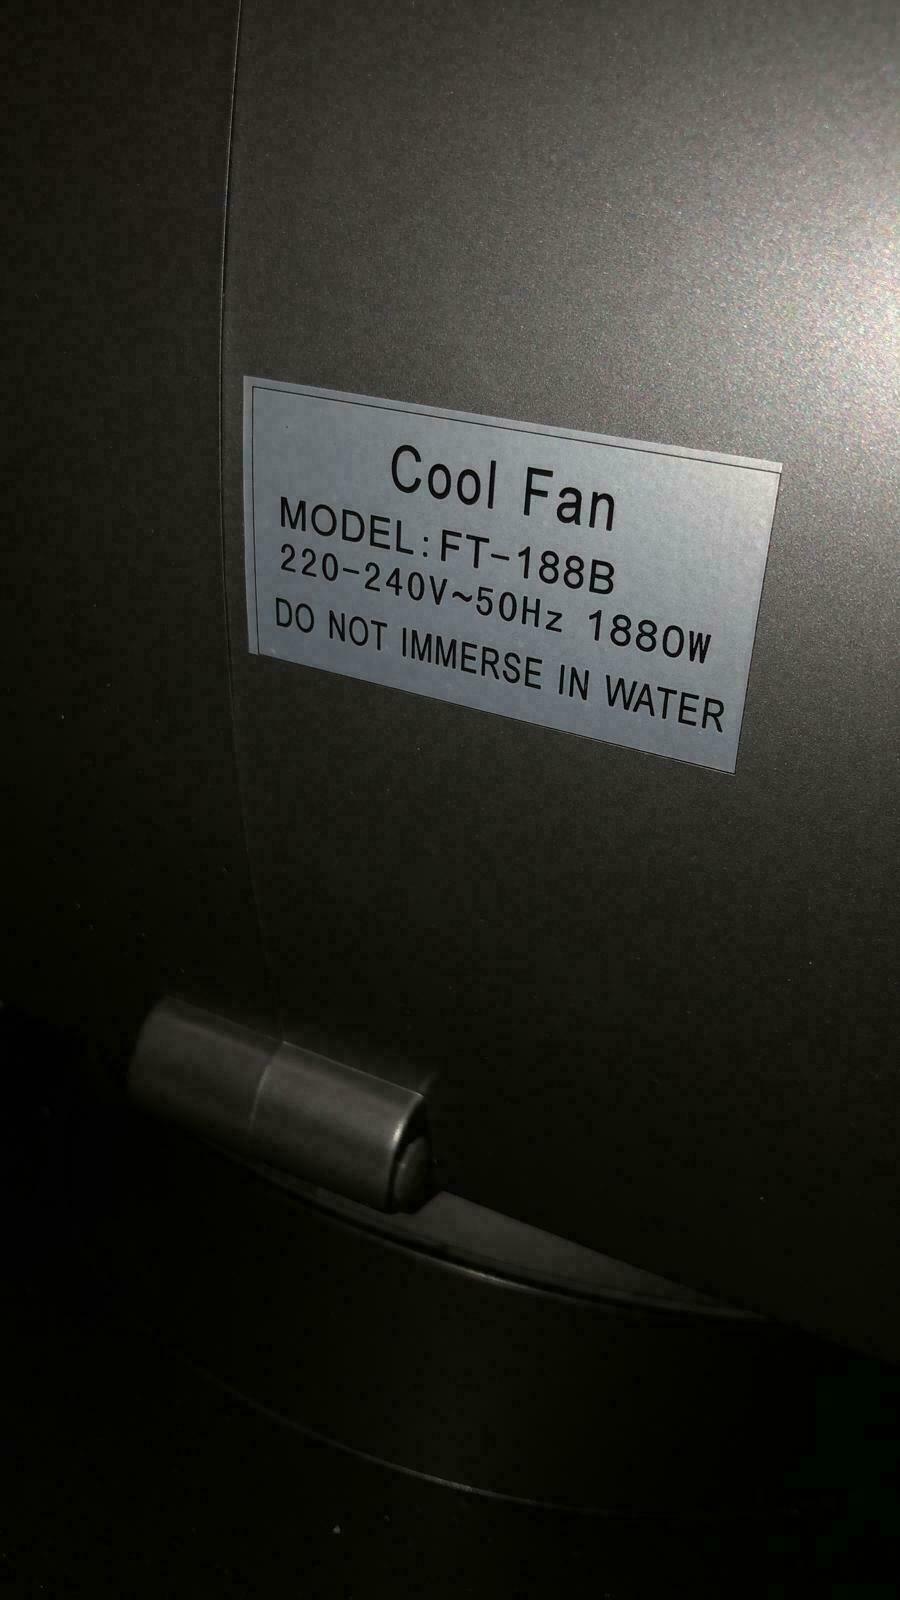 Cool Fan
MODEL:FT-188B
220-240V~50Hz 1880W
DO NOT IMMERSE IN WATER